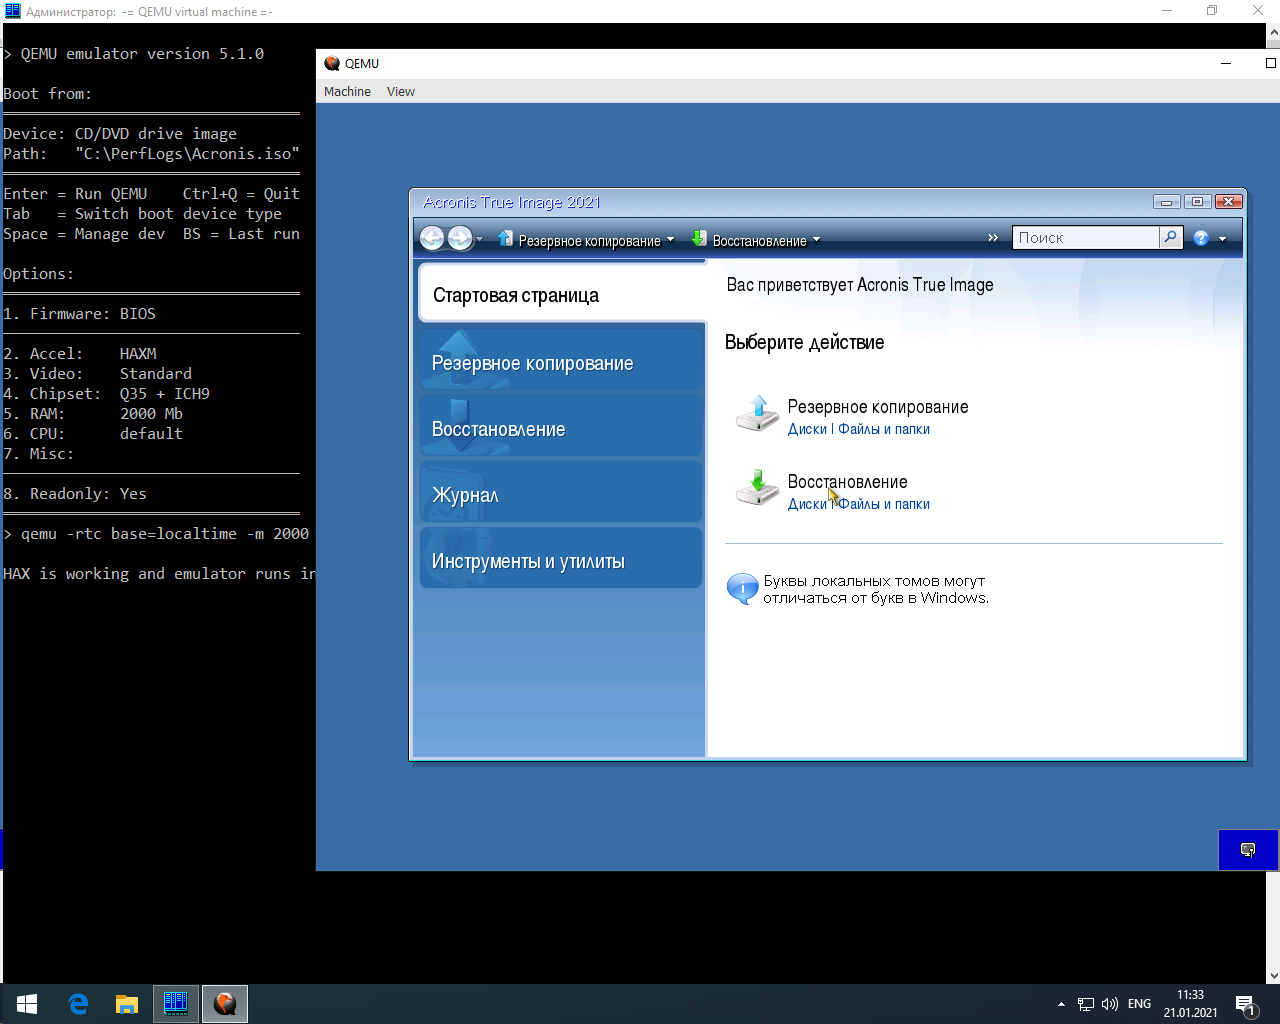 Администратор:  -= QEMU virtual machine =-
> QEMU emulator version 5.1.0
Boot from:
Device: CD/DVD drive image
Path:   "C:\PerfLogs\Acronis.iso"
Enter = Run QEMU    Ctrl+Q = Quit
Tab   = Switch boot device type
Space = Manage dev  BS = Last run
Options:
1. Firmware: BIOS
2. Accel:    HAXM
3. Video:    Standard
4. Chipset:  Q35 + ICH9
5. RAM:      2000 Mb
6. CPU:      default
7. Misc:
8. Readonly: Yes
> qemu -rtc base=localtime -m 2000
HAX is working and emulator runs in
QEMU
Machine View
Acronis True Image 2021
Резервное копирование Восстановление » Поиск
Стартовая страница
Резервное копирование
Восстановление
Журнал
Инструменты и утилиты
Вас приветствует Acronis True Image
Выберите действие
Резервное копирование
Диски | Файлы и папки
Восстановление
Диски | Файлы и папки
Буквы локальных томов могут
отличаться от букв в Windows.
ENG
11:33
21.01.2021
1